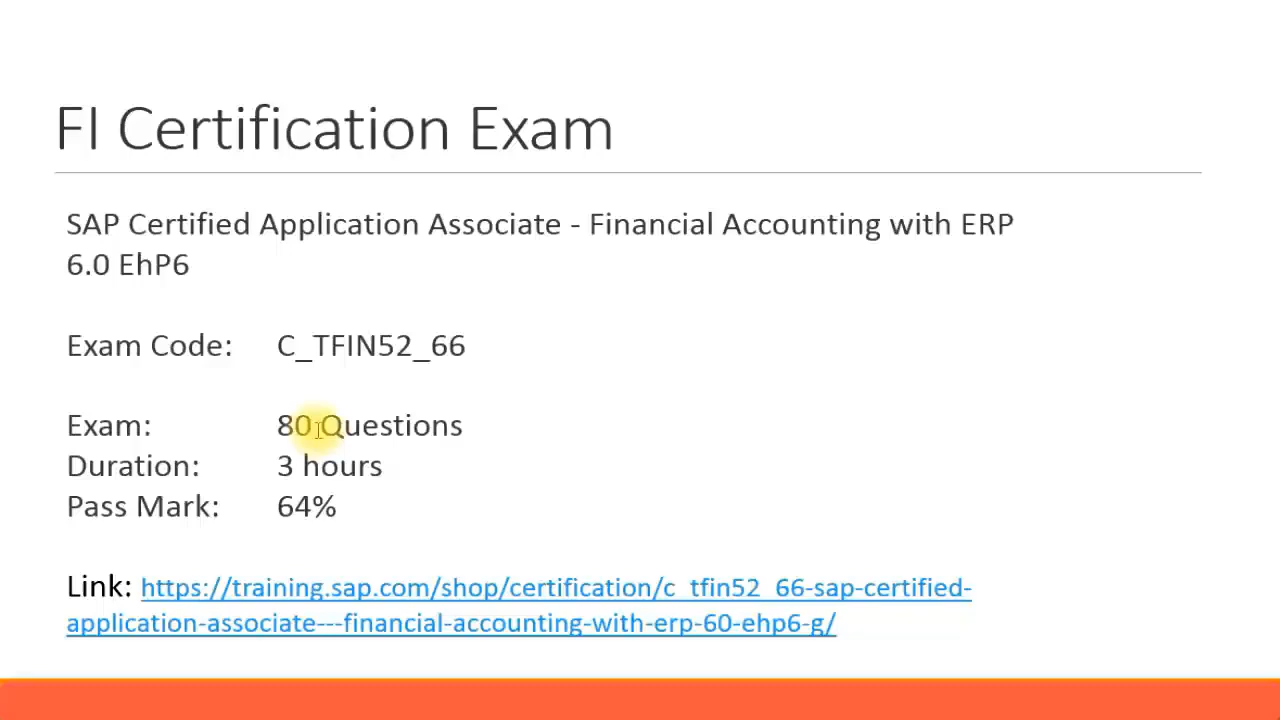 FI Certification Exam
SAP Certified Application Associate - Financial Accounting with ERP
6.0 EhP6
Exam Code: C_TFIN52_66
Exam: 80 Questions
Duration: 3 hours
Pass Mark: 64%
Link: https://training.sap.com/shop/certification/c_tfin52_66-sap-certified-
application-associate---financial-accounting-with-erp-60-ehp6-g/